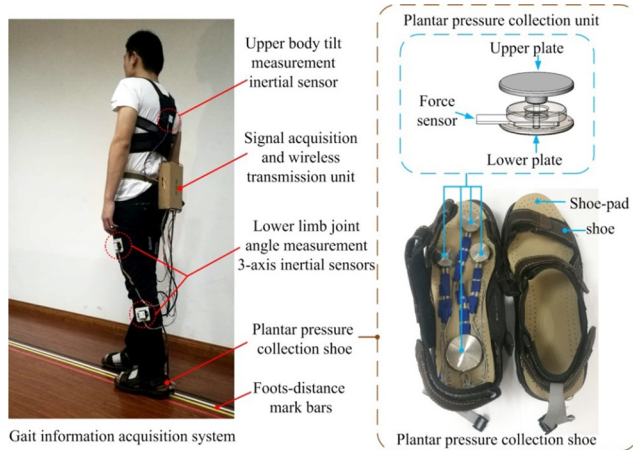 Upper body tilt
measurement
inertial sensor
Signal acquisition
and wireless
transmission unit
Lower limb joint
angle measurement
3-axis inertial sensors
Plantar pressure
collection shoe
Foots-distance
mark bars
Gait information acquisition system
Plantar pressure collection unit
Upper plate
Force
sensor
Lower plate
Shoe-pad
shoe
Plantar pressure collection shoe